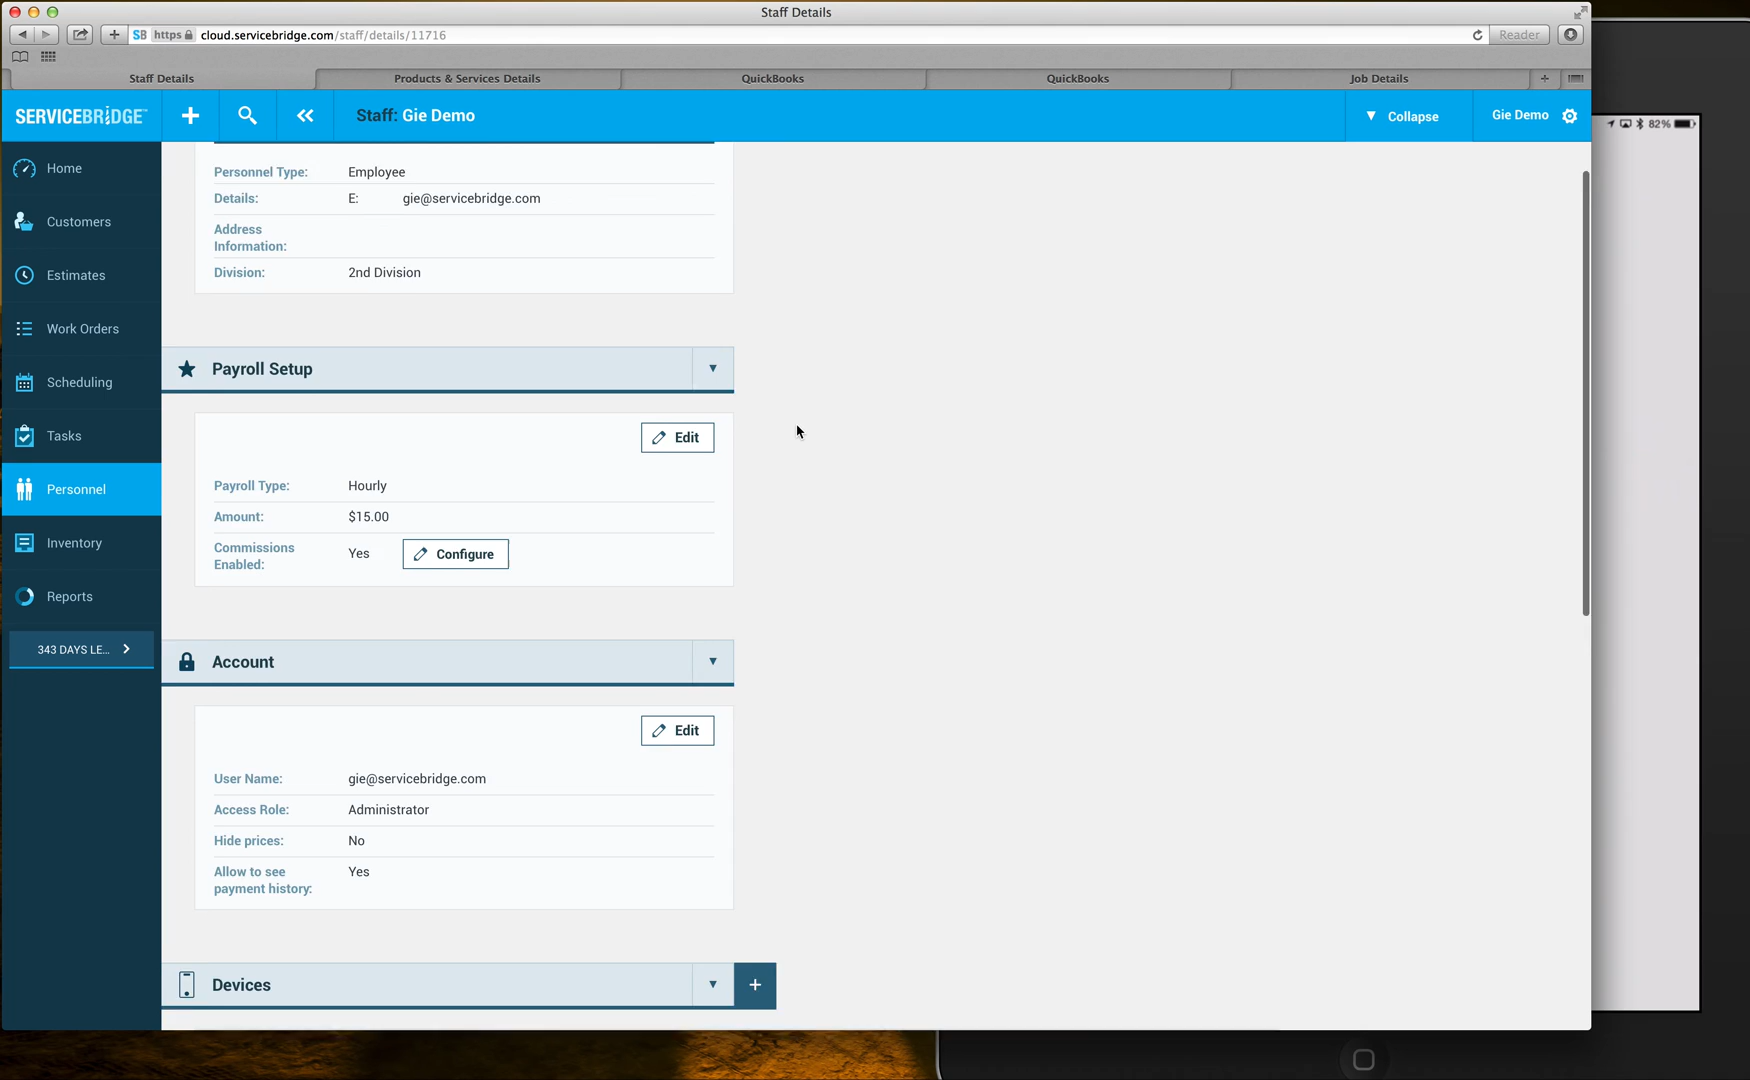 Staff Details
SB https cloud.servicebridge.com/staff/details/11716 Reader
Staff Details Products & Services Details QuickBooks QuickBooks Job Details
SERVICEBRIDGE Staff: Gie Demo Collapse Gie Demo
82%
Home
Customers
Estimates
Work Orders
Scheduling
Tasks
Personnel
Inventory
Reports
343 DAYS LE...
Personnel Type: Employee
Details: E: gie@servicebridge.com
Address
Information:
Division: 2nd Division
Payroll Setup
Edit
Payroll Type: Hourly
Amount: $15.00
Commissions
Enabled: Yes Configure
Account
Edit
User Name: gie@servicebridge.com
Access Role: Administrator
Hide prices: No
Allow to see
payment history: Yes
Devices